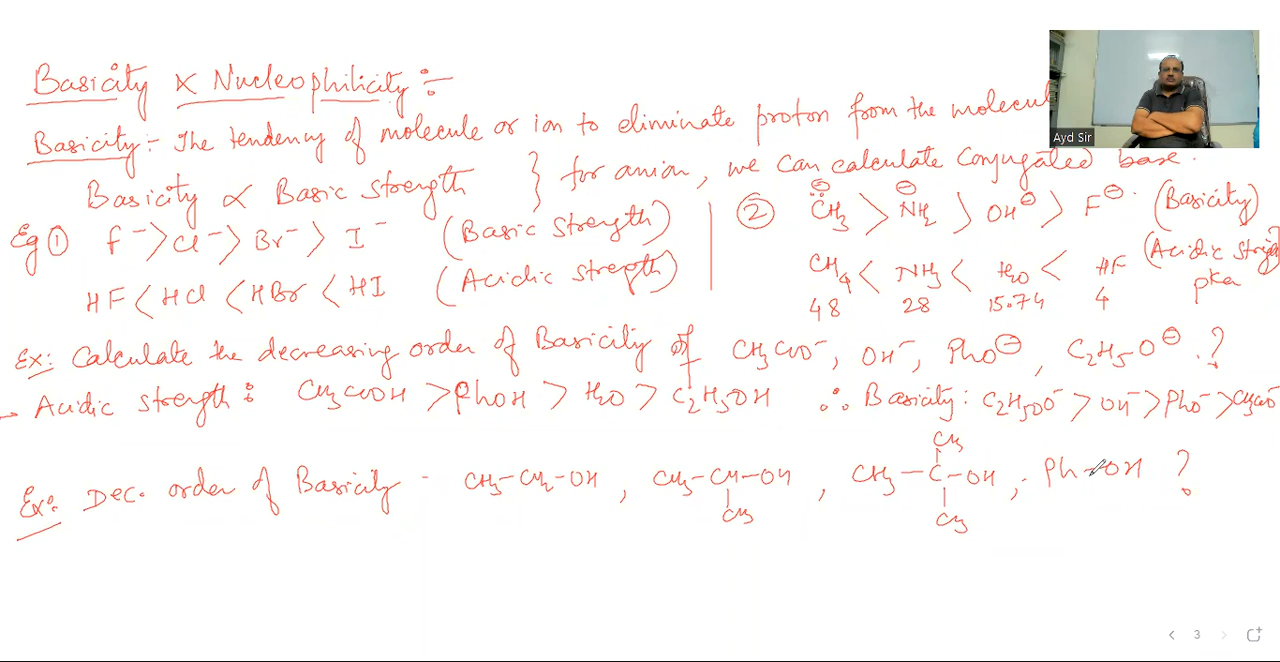 Basicity & Nucleophilicity :-
Basicity :- The tendency of molecule or ion to eliminate proton from the molecul
Basicity ∝ Basic strength } for anion, we can calculate conjugated base.
Eg ① F⁻ > Cl⁻ > Br⁻ > I⁻ (Basic strength)
HF < HCl < HBr < HI (Acidic strength)
② CH₃⊖ > NH₂⊖ > OH⊖ > F⊖ (Basicity)
CH₄ < NH₃ < H₂O < HF (Acidic stren
48 28 15.74 4 pka
Ex: Calculate the decreasing order of Basicity of CH₃COO⁻, OH⁻, PhO⊖, C₂H₅O⊖ ?
Acidic strength : CH₃COOH > PhOH > H₂O > C₂H₅OH ∴ Basicity : C₂H₅O⁻ > OH⁻ > PhO⁻ > CH₃COO⁻
CH₃
Ex: Dec. order of Basicity - CH₃-CH₂-OH , CH₃-CH-OH , CH₃-C-OH , Ph-OH ?
CH₃ CH₃
Ayd Sir
3